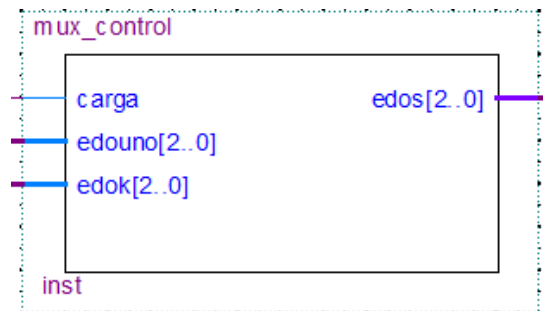 mux_control
carga edos[2..0]
edouno[2..0]
edok[2..0]
inst